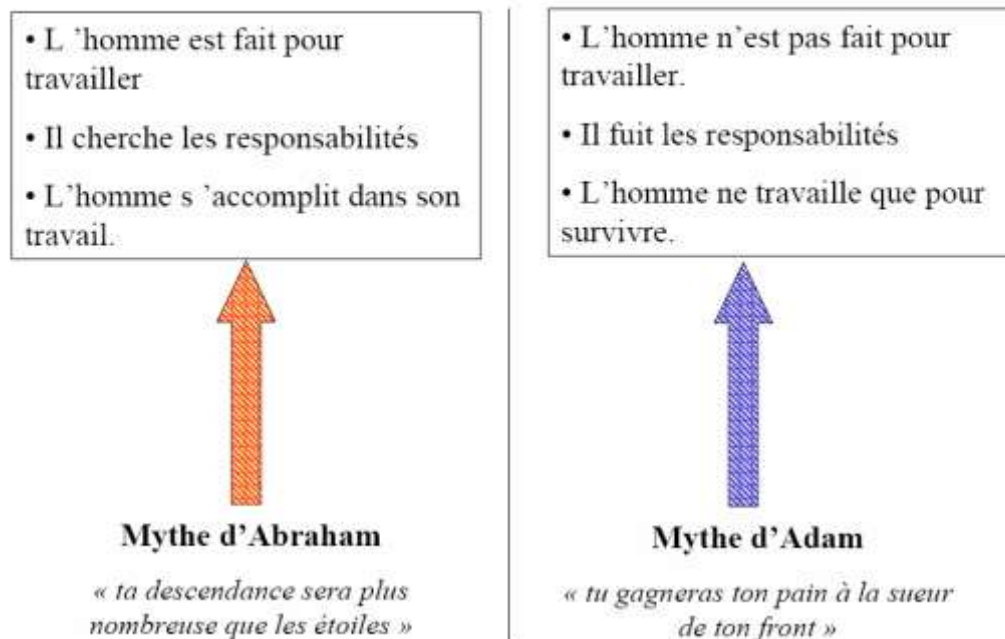 • L ’homme est fait pour
travailler
• Il cherche les responsabilités
• L’homme s ’accomplit dans son
travail.
Mythe d’Abraham
« ta descendance sera plus
nombreuse que les étoiles »
• L’homme n’est pas fait pour
travailler.
• Il fuit les responsabilités
• L’homme ne travaille que pour
survivre.
Mythe d’Adam
« tu gagneras ton pain à la sueur
de ton front »